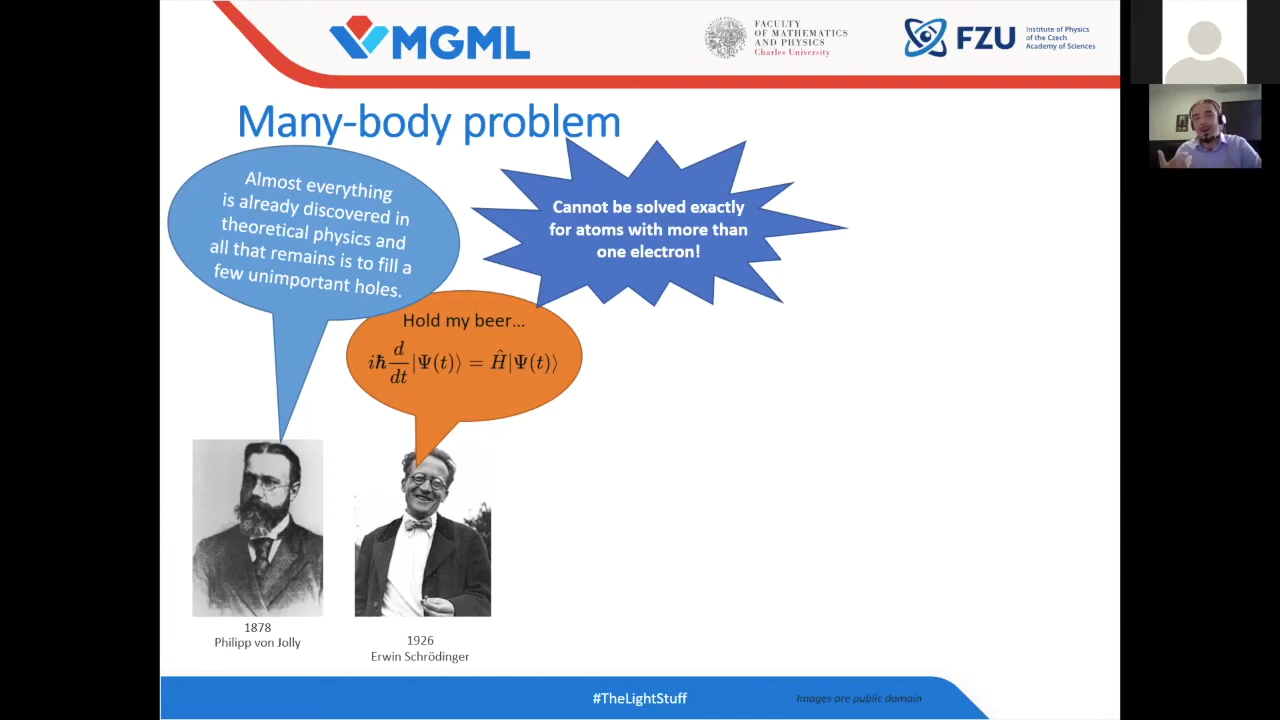 MGML
FACULTY
OF MATHEMATICS
AND PHYSICS
Charles University
FZU
Institute of Physics
of the Czech
Academy of Sciences
Many-body problem
Almost everything
is already discovered in
theoretical physics and
all that remains is to fill a
few unimportant holes.
Cannot be solved exactly
for atoms with more than
one electron!
Hold my beer...
iℏ d/dt |Ψ(t)⟩ = Ĥ|Ψ(t)⟩
1878
Philipp von Jolly
1926
Erwin Schrödinger
#TheLightStuff
Images are public domain